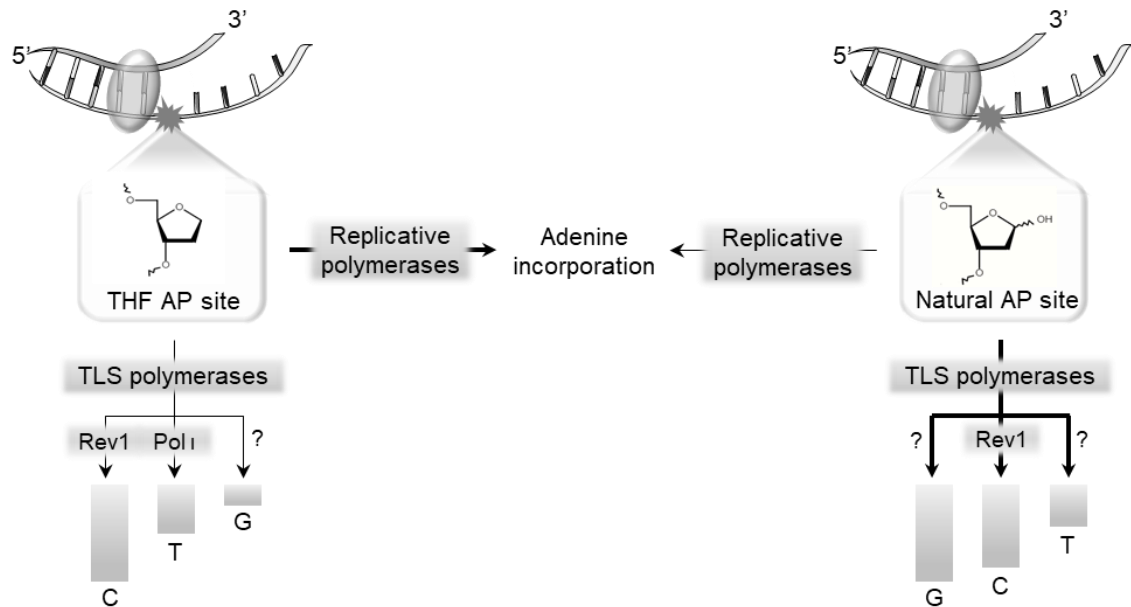 5’
3’
O
O
O
THF AP site
Replicative
polymerases
Adenine
incorporation
Replicative
polymerases
5’
3’
O
O
OH
O
Natural AP site
TLS polymerases
Rev1
Pol ι
?
C
T
G
TLS polymerases
?
Rev1
?
G
C
T